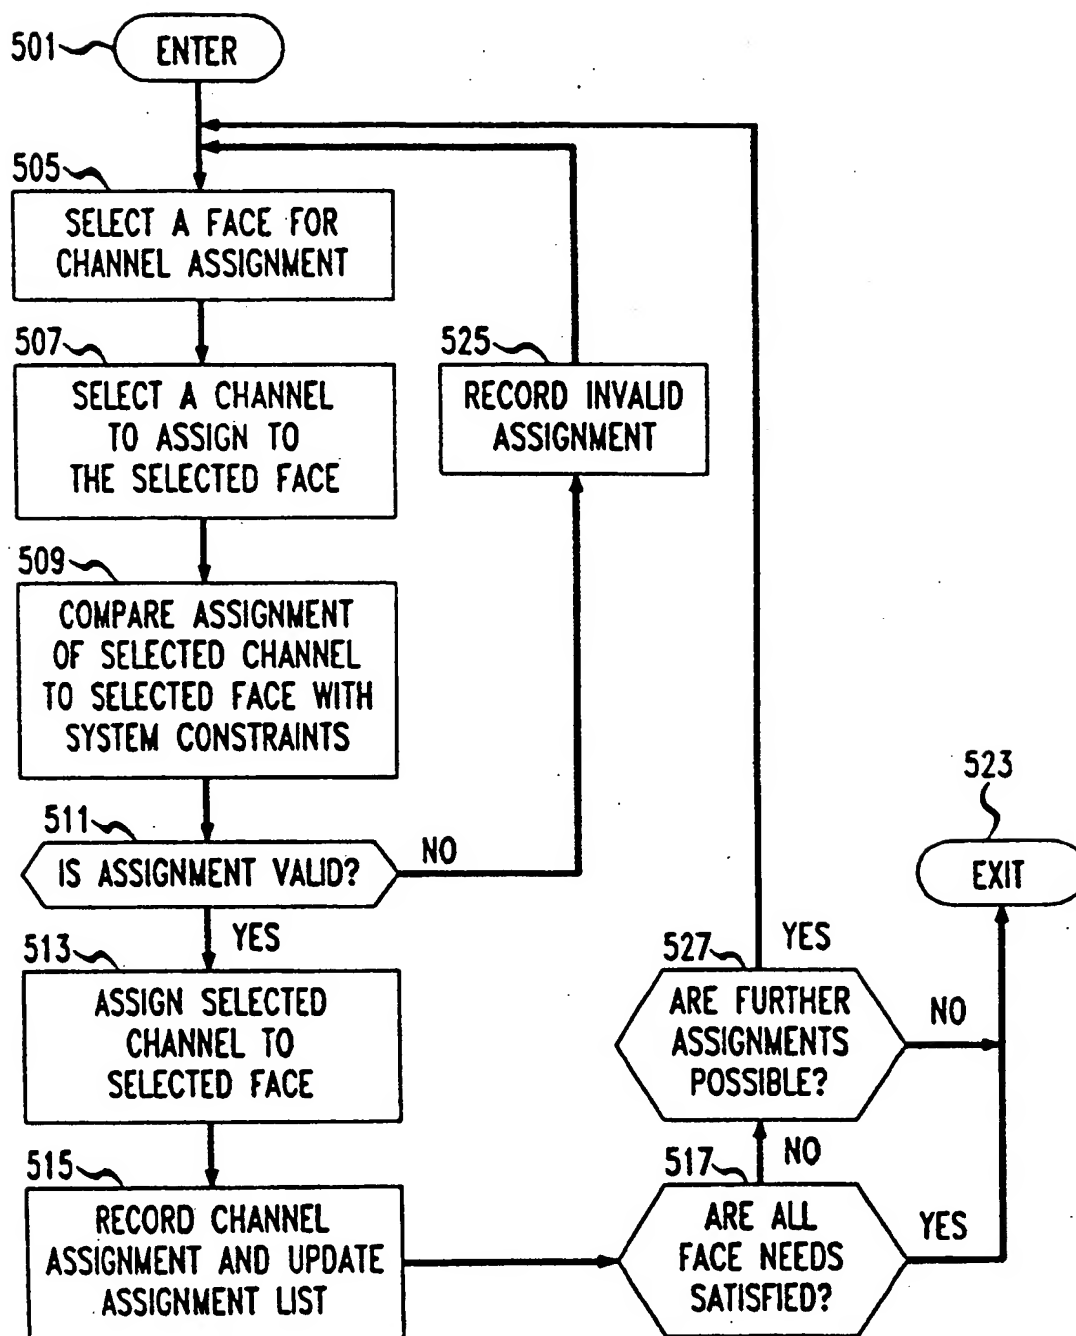 501
ENTER
505
SELECT A FACE FOR
CHANNEL ASSIGNMENT
507
SELECT A CHANNEL
TO ASSIGN TO
THE SELECTED FACE
525
RECORD INVALID
ASSIGNMENT
509
COMPARE ASSIGNMENT
OF SELECTED CHANNEL
TO SELECTED FACE WITH
SYSTEM CONSTRAINTS
511
IS ASSIGNMENT VALID?
NO
YES
513
ASSIGN SELECTED
CHANNEL TO
SELECTED FACE
515
RECORD CHANNEL
ASSIGNMENT AND UPDATE
ASSIGNMENT LIST
517
ARE ALL
FACE NEEDS
SATISFIED?
NO
YES
527
ARE FURTHER
ASSIGNMENTS
POSSIBLE?
YES
NO
523
EXIT